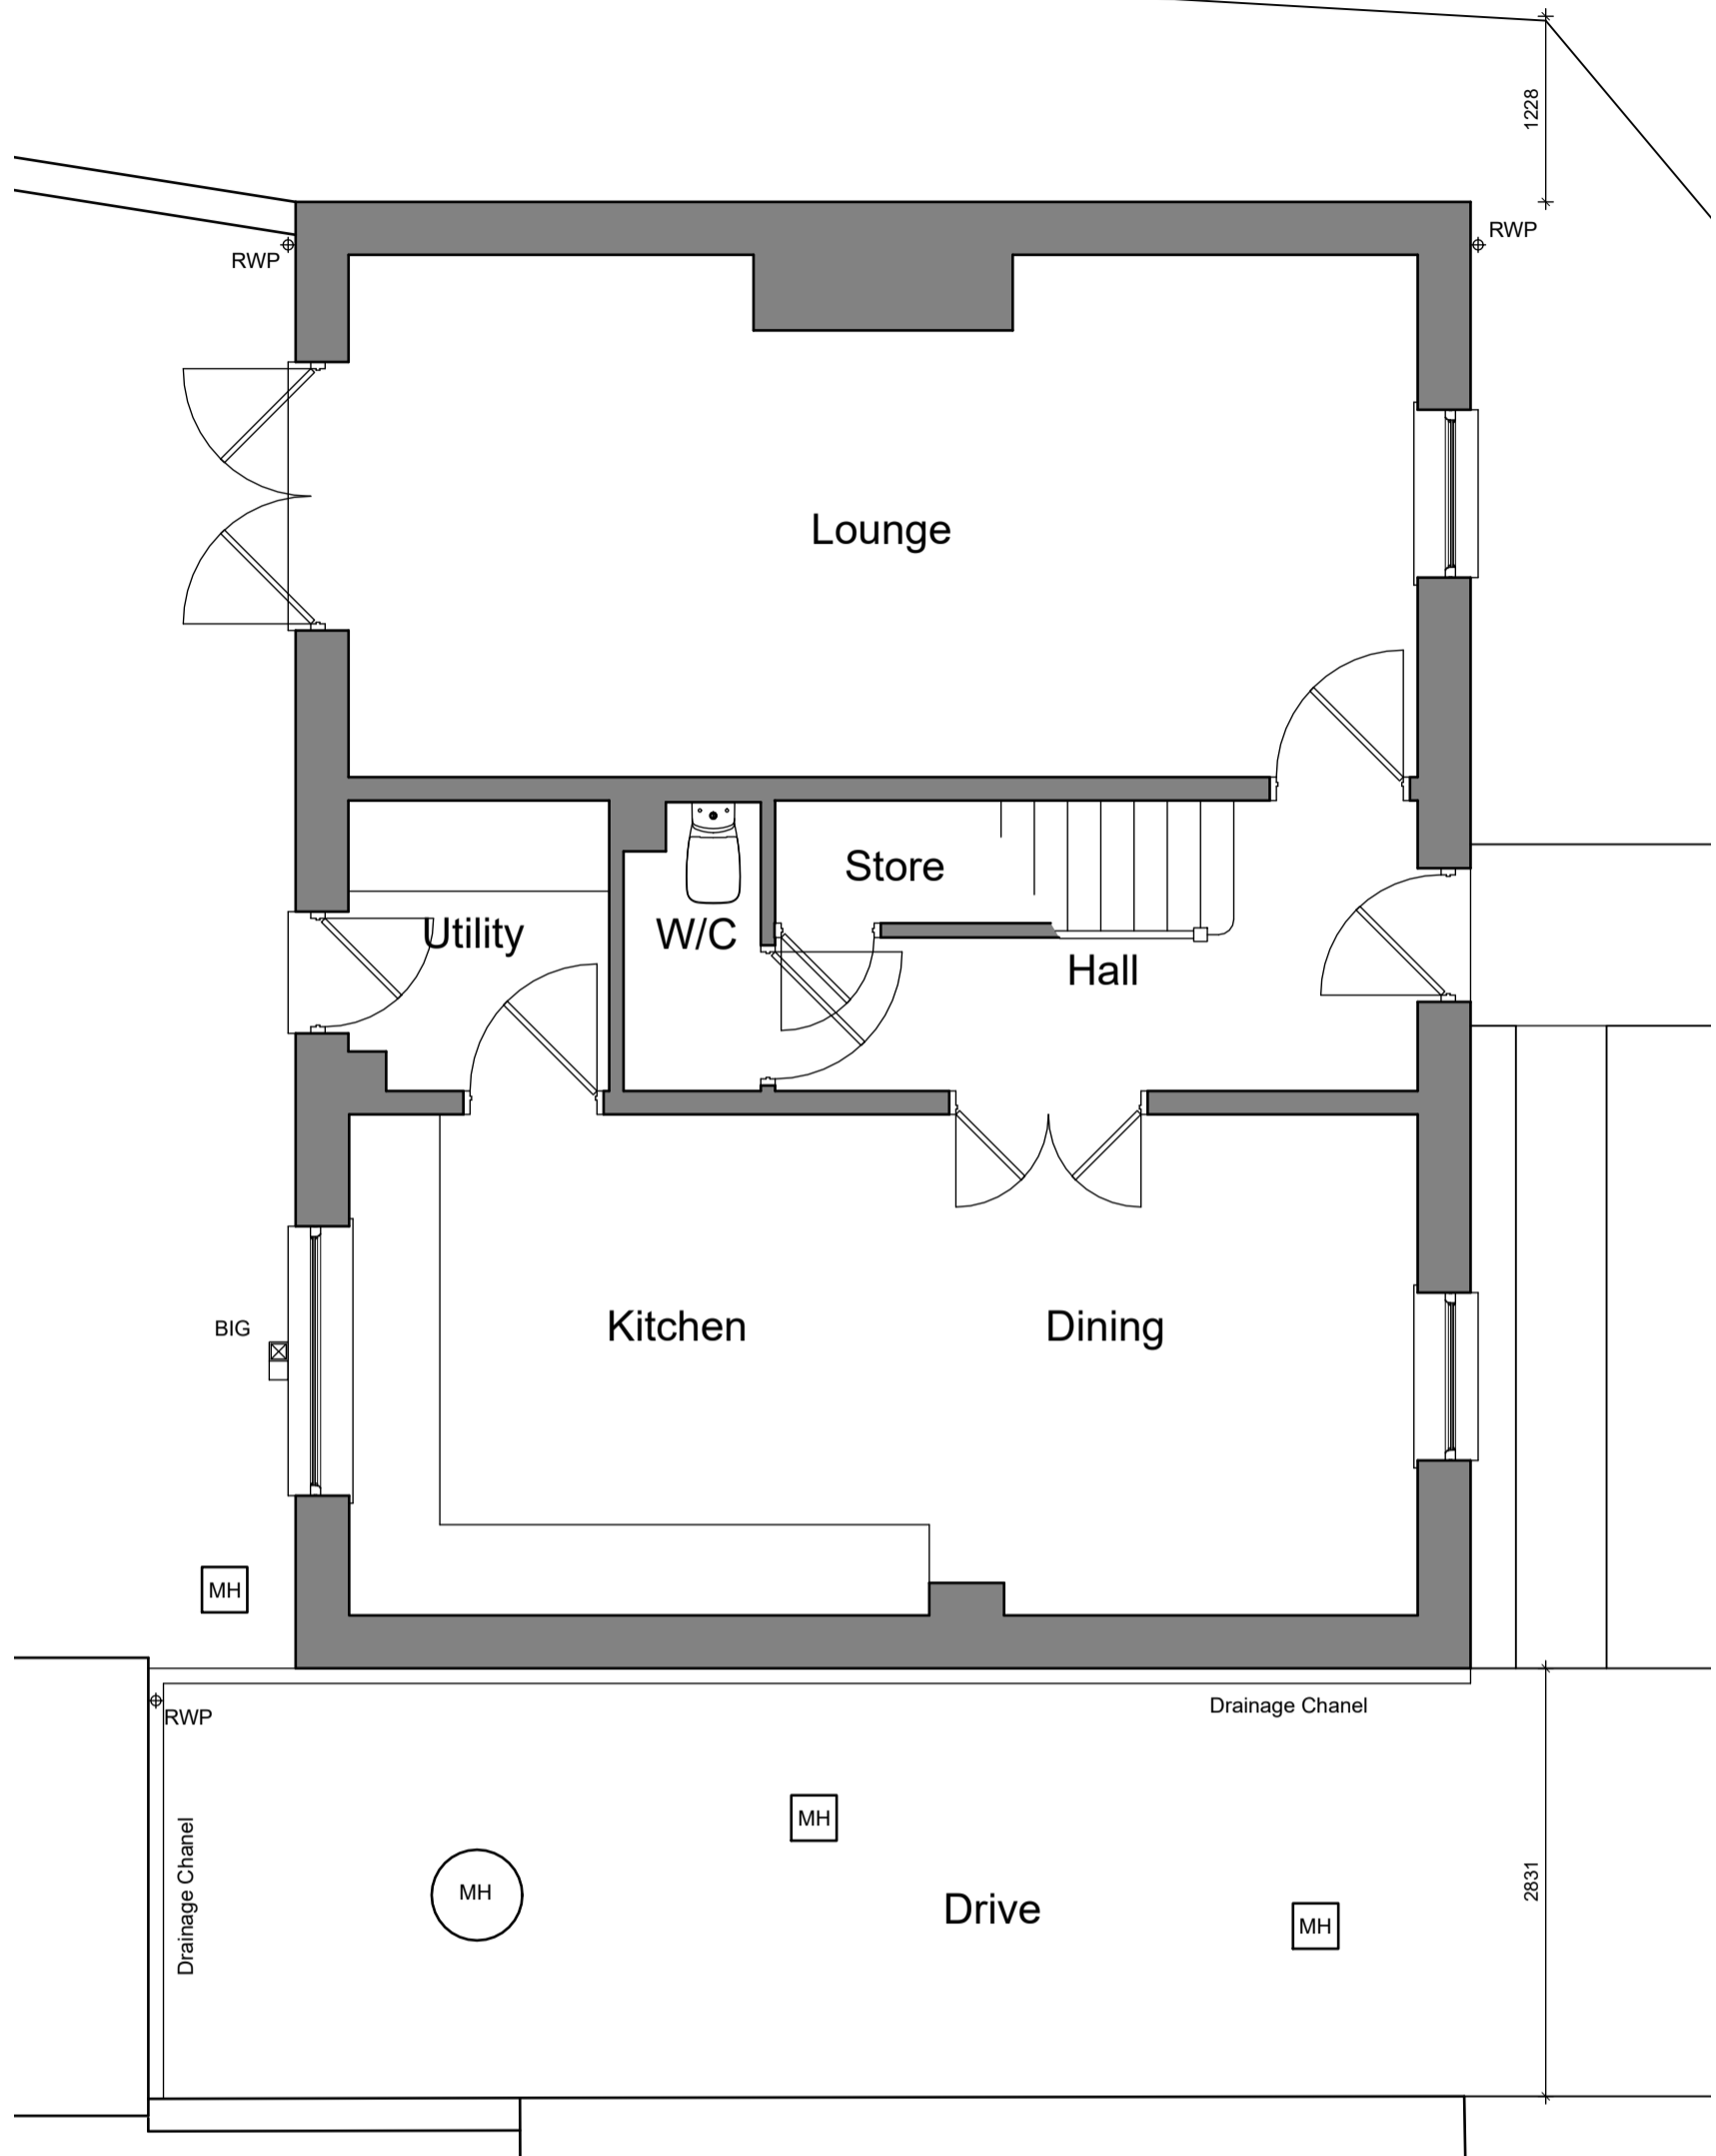 1228
RWP
RWP
Lounge
Store
Utility
W/C
Hall
Kitchen
Dining
BIG
MH
Drainage Chanel
RWP
MH
Drainage Chanel
MH
Drive
MH
2831